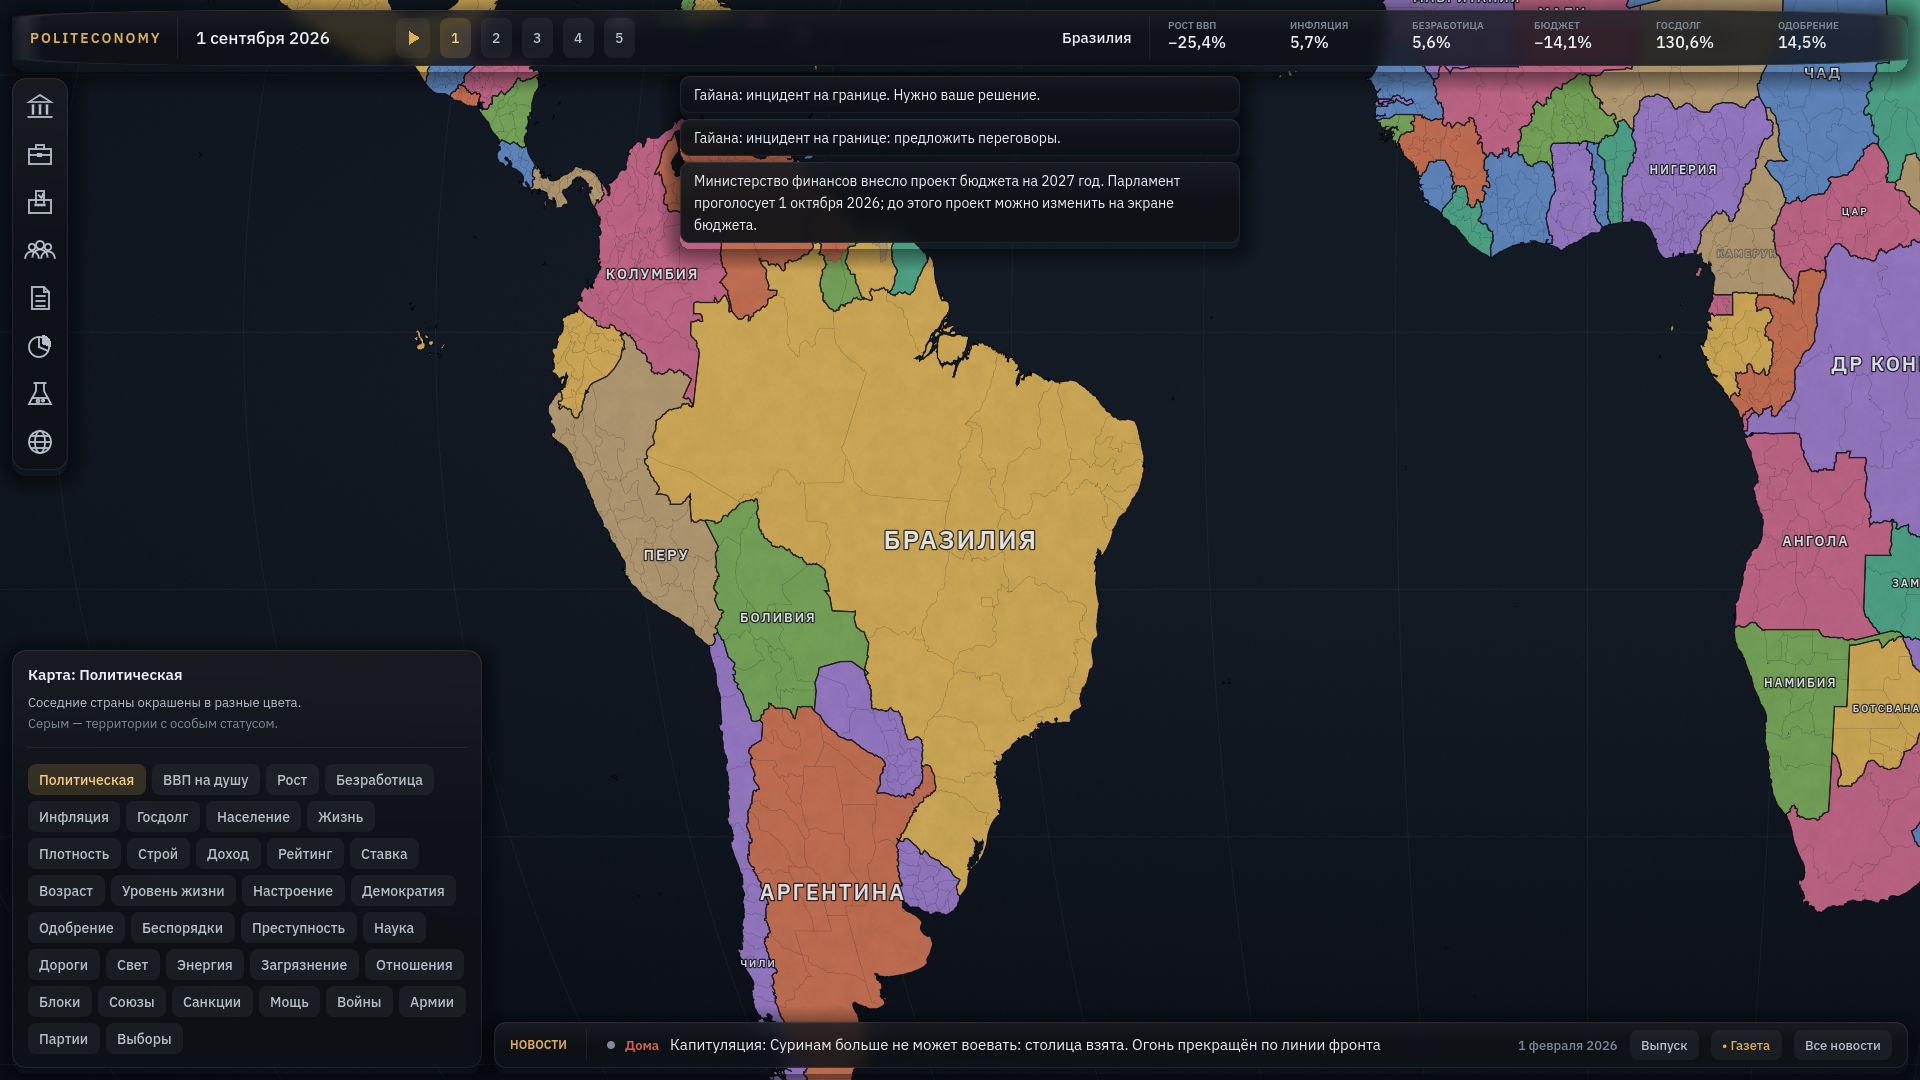 POLITECONOMY
1 сентября 2026
1
2
3
4
5
Бразилия
РОСТ ВВП
−25,4%
ИНФЛЯЦИЯ
5,7%
БЕЗРАБОТИЦА
5,6%
БЮДЖЕТ
−14,1%
ГОСДОЛГ
130,6%
ОДОБРЕНИЕ
14,5%
ЧАД
Гайана: инцидент на границе. Нужно ваше решение.
Гайана: инцидент на границе: предложить переговоры.
Министерство финансов внесло проект бюджета на 2027 год. Парламент
проголосует 1 октября 2026; до этого проект можно изменить на экране
бюджета.
НИГЕРИЯ
ЦАР
КАМЕРУН
КОЛУМБИЯ
ДР КОН
БРАЗИЛИЯ
ПЕРУ
АНГОЛА
ЗАМ
БОЛИВИЯ
НАМИБИЯ
БОТСВАНА
АРГЕНТИНА
ЧИЛИ
Карта: Политическая
Соседние страны окрашены в разные цвета.
Серым — территории с особым статусом.
Политическая
ВВП на душу
Рост
Безработица
Инфляция
Госдолг
Население
Жизнь
Плотность
Строй
Доход
Рейтинг
Ставка
Возраст
Уровень жизни
Настроение
Демократия
Одобрение
Беспорядки
Преступность
Наука
Дороги
Свет
Энергия
Загрязнение
Отношения
Блоки
Союзы
Санкции
Мощь
Войны
Армии
Партии
Выборы
НОВОСТИ
Дома
Капитуляция: Суринам больше не может воевать: столица взята. Огонь прекращён по линии фронта
1 февраля 2026
Выпуск
• Газета
Все новости